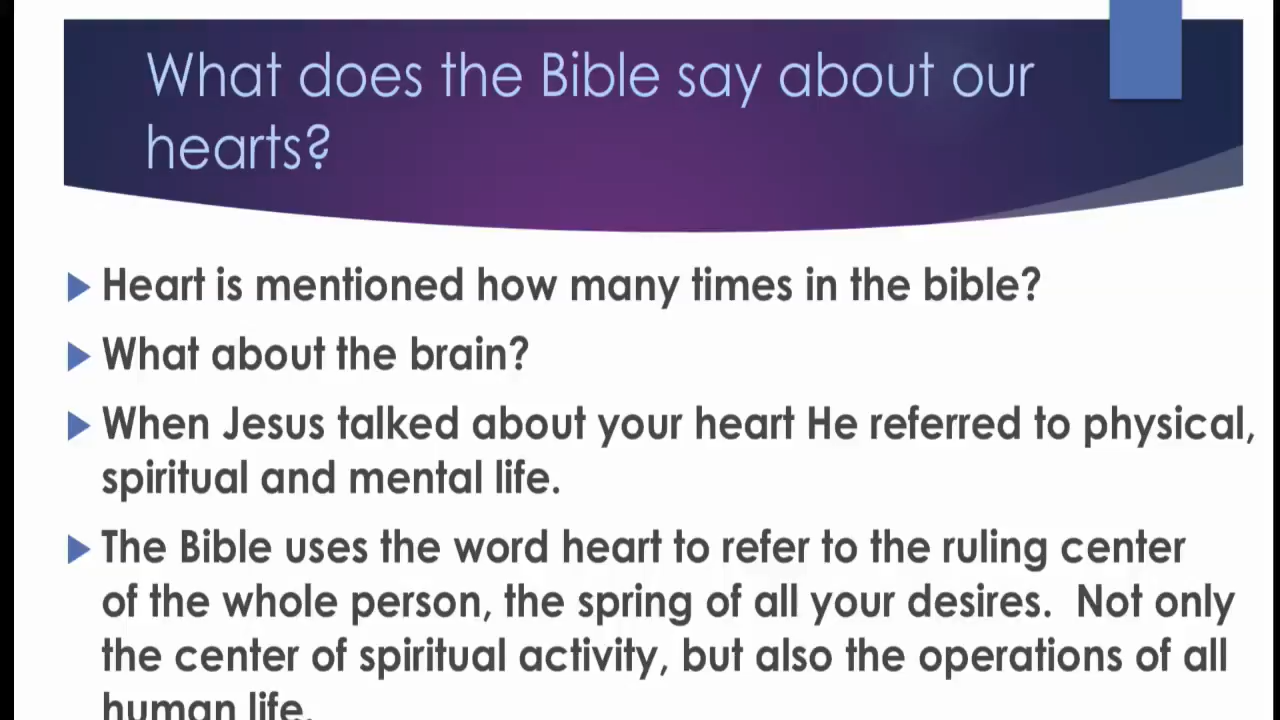 What does the Bible say about our
hearts?
Heart is mentioned how many times in the bible?
What about the brain?
When Jesus talked about your heart He referred to physical,
spiritual and mental life.
The Bible uses the word heart to refer to the ruling center
of the whole person, the spring of all your desires.  Not only
the center of spiritual activity, but also the operations of all
human life.